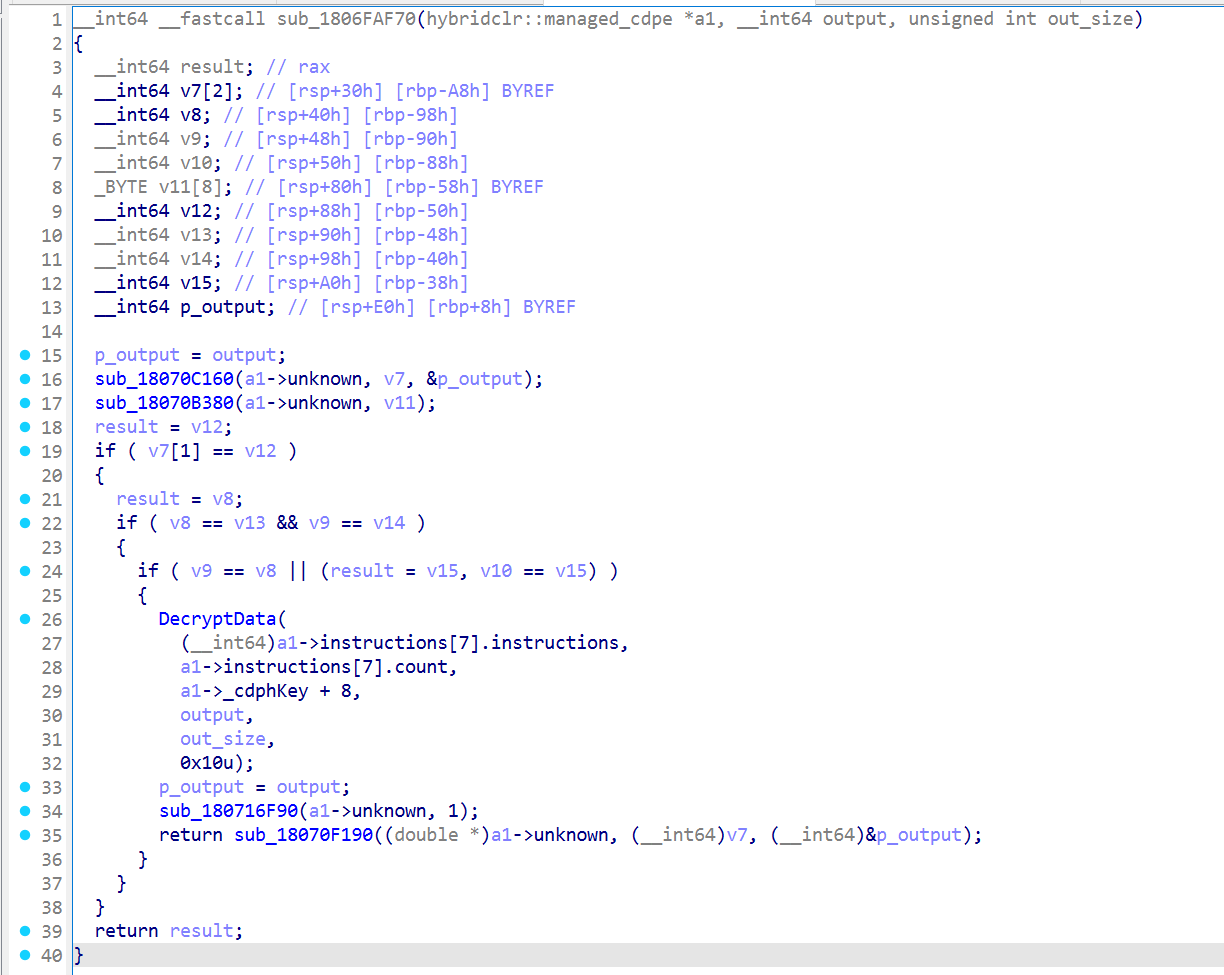 1 __int64 __fastcall sub_1806FAF70(hybridclr::managed_cdpe *a1, __int64 output, unsigned int out_size)
2 {
3   __int64 result; // rax
4   __int64 v7[2]; // [rsp+30h] [rbp-A8h] BYREF
5   __int64 v8; // [rsp+40h] [rbp-98h]
6   __int64 v9; // [rsp+48h] [rbp-90h]
7   __int64 v10; // [rsp+50h] [rbp-88h]
8   _BYTE v11[8]; // [rsp+80h] [rbp-58h] BYREF
9   __int64 v12; // [rsp+88h] [rbp-50h]
10   __int64 v13; // [rsp+90h] [rbp-48h]
11   __int64 v14; // [rsp+98h] [rbp-40h]
12   __int64 v15; // [rsp+A0h] [rbp-38h]
13   __int64 p_output; // [rsp+E0h] [rbp+8h] BYREF
14
15   p_output = output;
16   sub_18070C160(a1->unknown, v7, &p_output);
17   sub_18070B380(a1->unknown, v11);
18   result = v12;
19   if ( v7[1] == v12 )
20   {
21     result = v8;
22     if ( v8 == v13 && v9 == v14 )
23     {
24       if ( v9 == v8 || (result = v15, v10 == v15) )
25       {
26         DecryptData(
27           (__int64)a1->instructions[7].instructions,
28           a1->instructions[7].count,
29           a1->_cdphKey + 8,
30           output,
31           out_size,
32           0x10u);
33         p_output = output;
34         sub_180716F90(a1->unknown, 1);
35         return sub_18070F190((double *)a1->unknown, (__int64)v7, (__int64)&p_output);
36       }
37     }
38   }
39   return result;
40 }